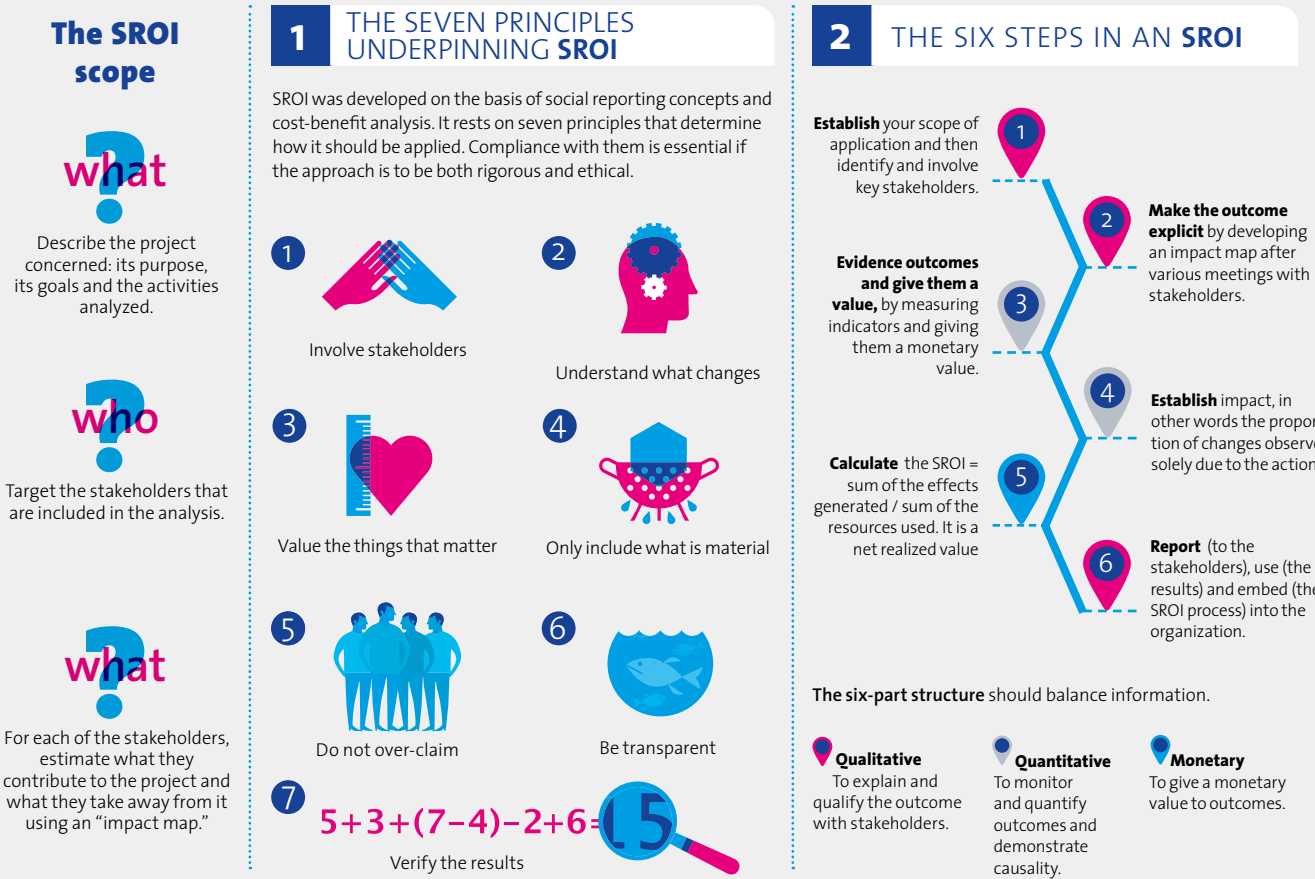 The SROI
scope
what
?
Describe the project
concerned: its purpose,
its goals and the activities
analyzed.
who
?
Target the stakeholders that
are included in the analysis.
what
?
For each of the stakeholders,
estimate what they
contribute to the project and
what they take away from it
using an “impact map.”
1
THE SEVEN PRINCIPLES
UNDERPINNING SROI
SROI was developed on the basis of social reporting concepts and
cost-benefit analysis. It rests on seven principles that determine
how it should be applied. Compliance with them is essential if
the approach is to be both rigorous and ethical.
1
Involve stakeholders
2
Understand what changes
3
Value the things that matter
4
Only include what is material
5
Do not over-claim
6
Be transparent
7
5+3+(7-4)-2+6=15
Verify the results
2
THE SIX STEPS IN AN SROI
1
Establish your scope of
application and then
identify and involve
key stakeholders.
2
Make the outcome
explicit by developing
an impact map after
various meetings with
stakeholders.
3
Evidence outcomes
and give them a
value, by measuring
indicators and giving
them a monetary
value.
4
Establish impact, in
other words the propor
tion of changes observe
solely due to the action
5
Calculate the SROI =
sum of the effects
generated / sum of the
resources used. It is a
net realized value
6
Report (to the
stakeholders), use (the
results) and embed (the
SROI process) into the
organization.
The six-part structure should balance information.
Qualitative
To explain and
qualify the outcome
with stakeholders.
Quantitative
To monitor
and quantify
outcomes and
demonstrate
causality.
Monetary
To give a monetary
value to outcomes.